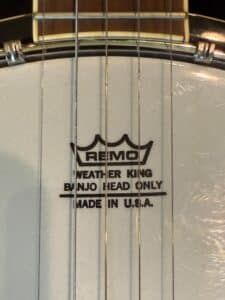 REMO
WEATHER KING
BANJO HEAD ONLY
MADE IN U.S.A.